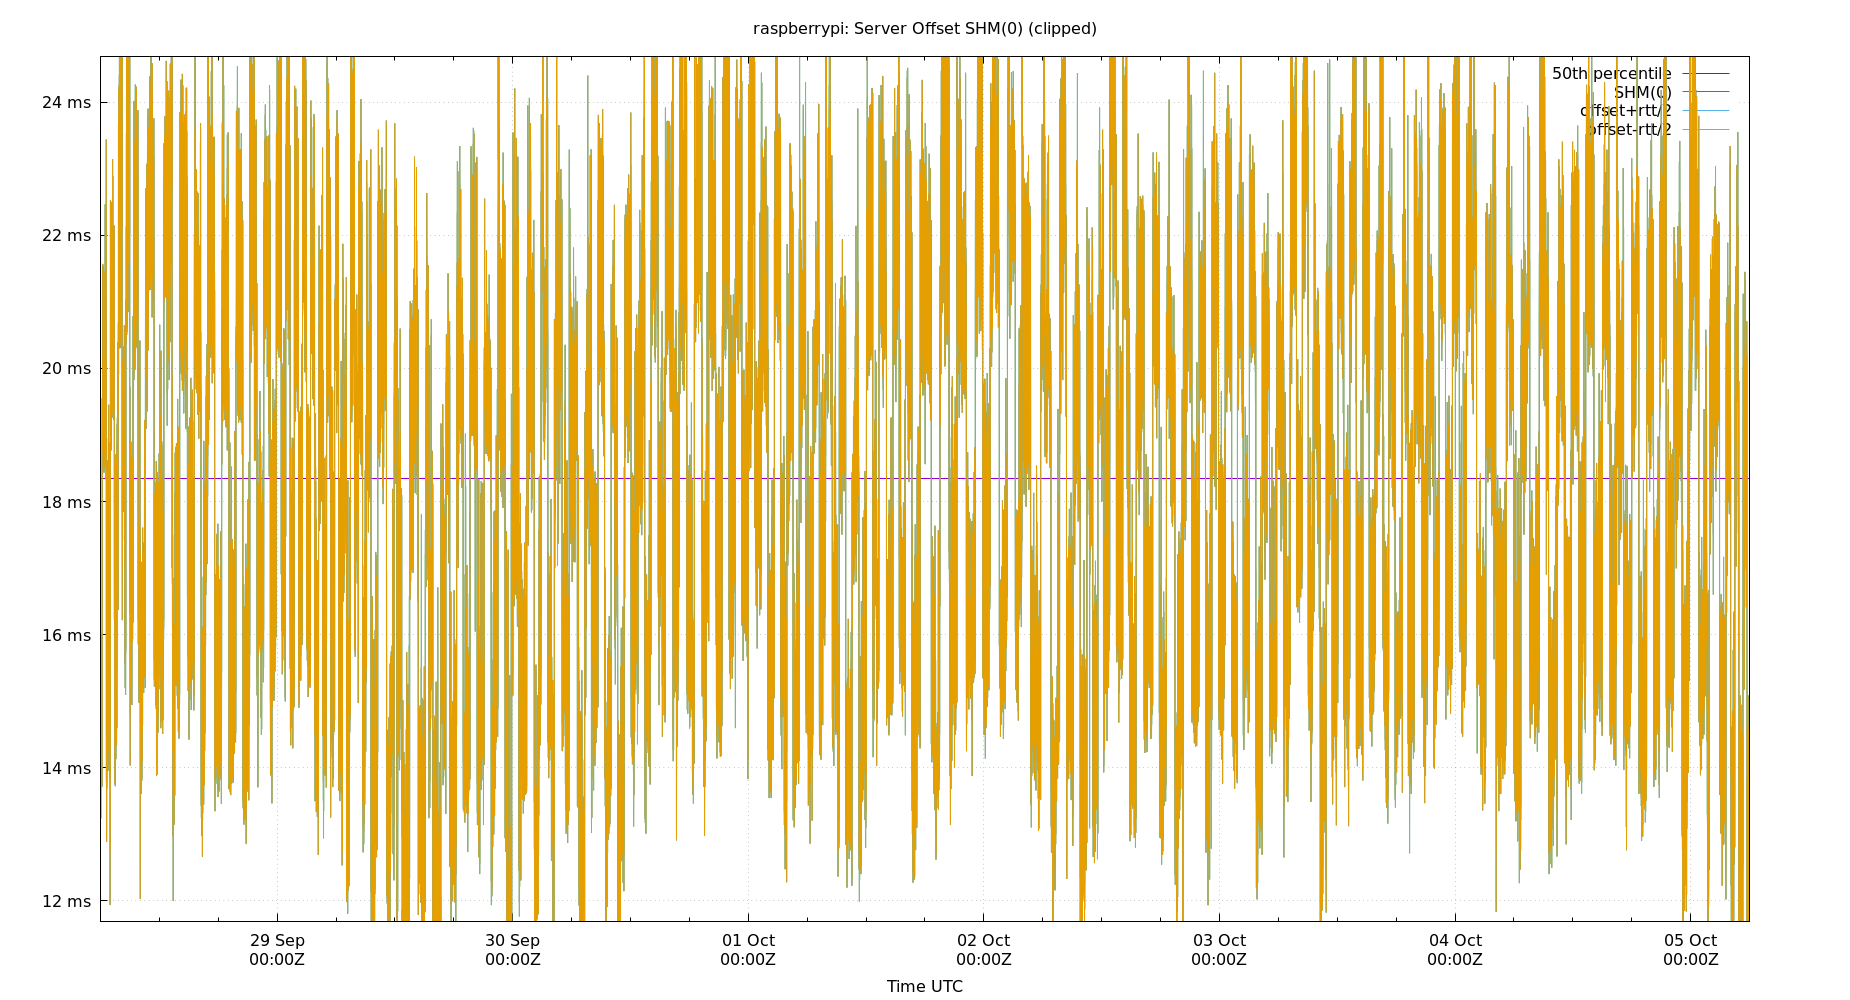 raspberrypi: Server Offset SHM(0) (clipped)
50th percentile
SHM(0)
offset+rtt/2
offset-rtt/2
24 ms
22 ms
20 ms
18 ms
16 ms
14 ms
12 ms
29 Sep 30 Sep 01 Oct 02 Oct 03 Oct 04 Oct 05 Oct
00:00Z 00:00Z 00:00Z 00:00Z 00:00Z 00:00Z 00:00Z
Time UTC